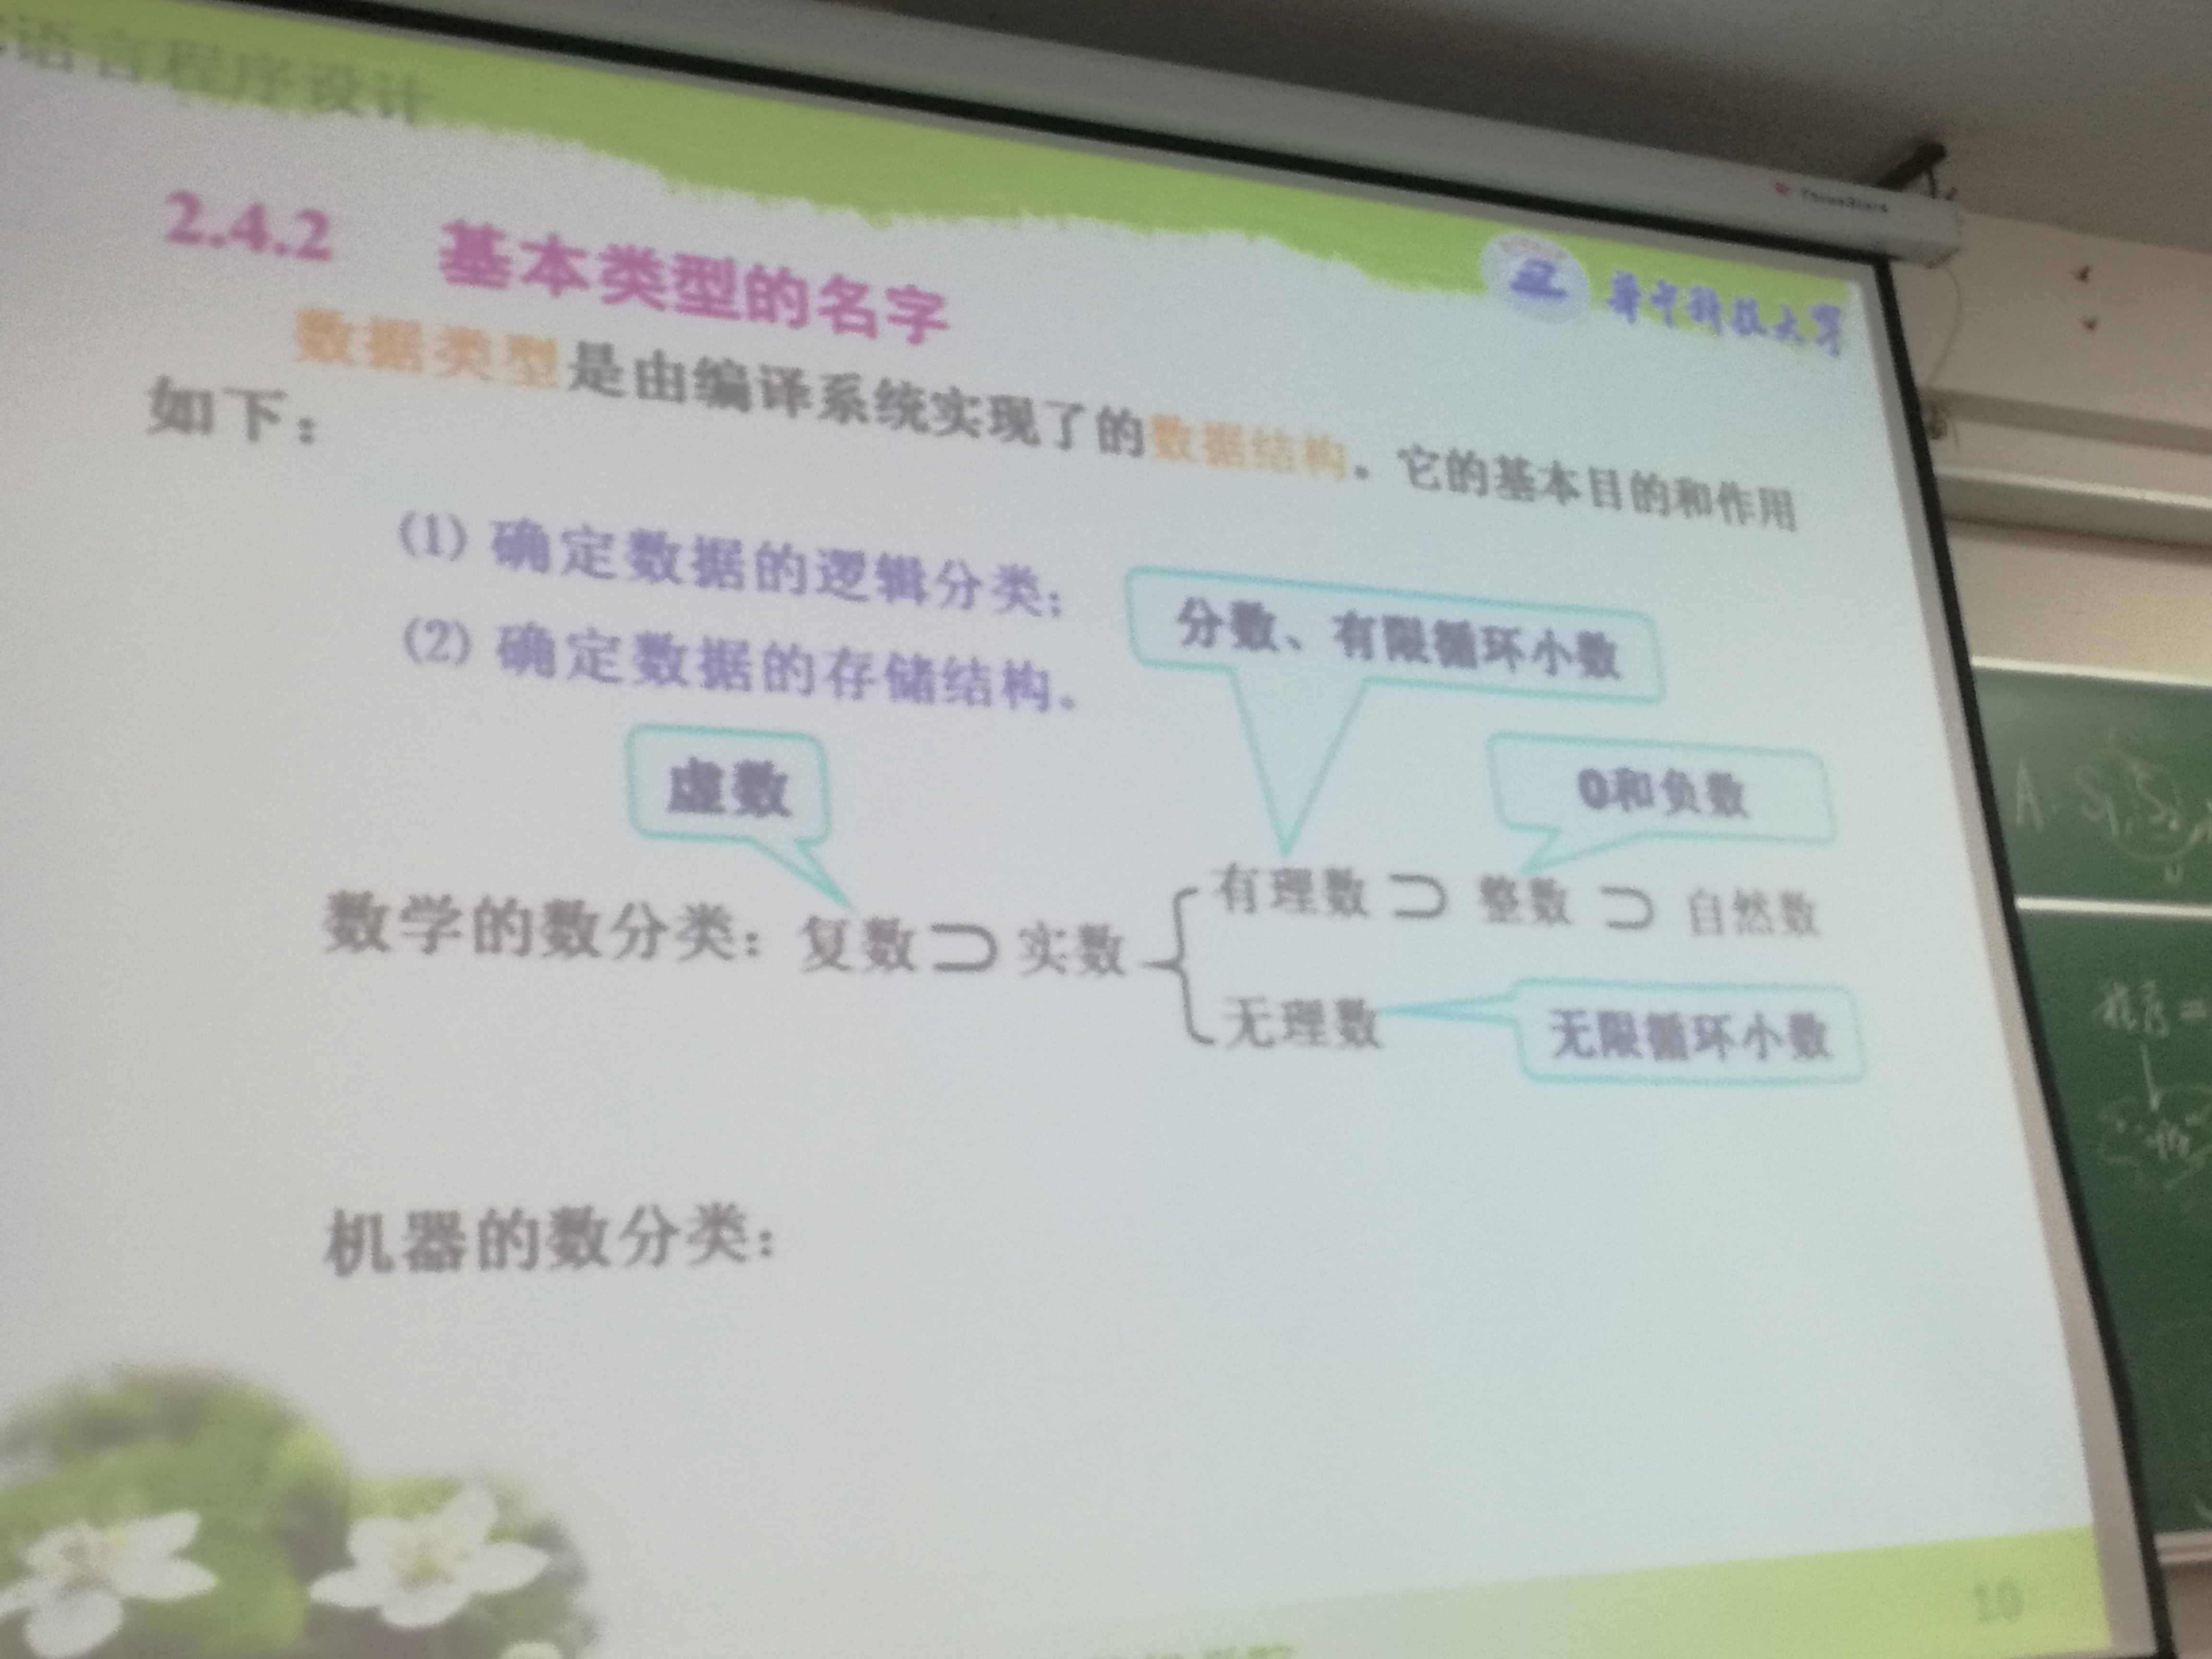 语言程序设计
华中科技大学
2.4.2 基本类型的名字
数据类型是由编译系统实现了的数据结构。它的基本目的和作用
如下：
(1) 确定数据的逻辑分类；
(2) 确定数据的存储结构。
分数、有限循环小数
虚数
0和负数
数学的数分类：复数⊃实数
有理数⊃整数⊃自然数
无理数
无限循环小数
机器的数分类：
10